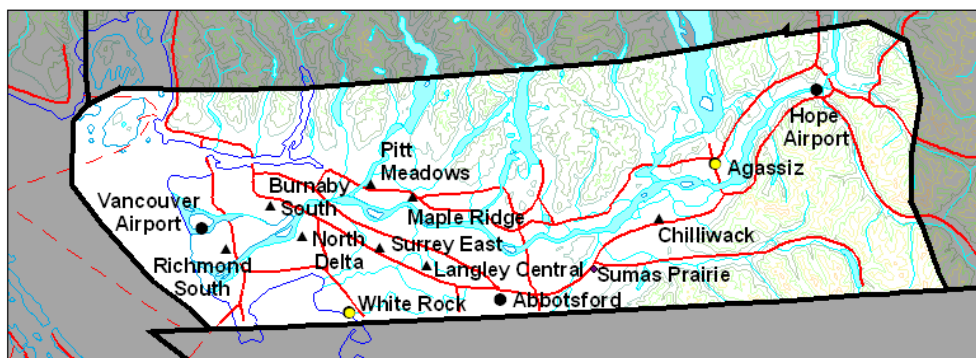 Hope
Airport
Pitt
Meadows
Agassiz
Burnaby
South
Vancouver
Airport
Maple Ridge
Chilliwack
North
Delta
Surrey East
Richmond
South
Langley Central
Sumas Prairie
White Rock
Abbotsford